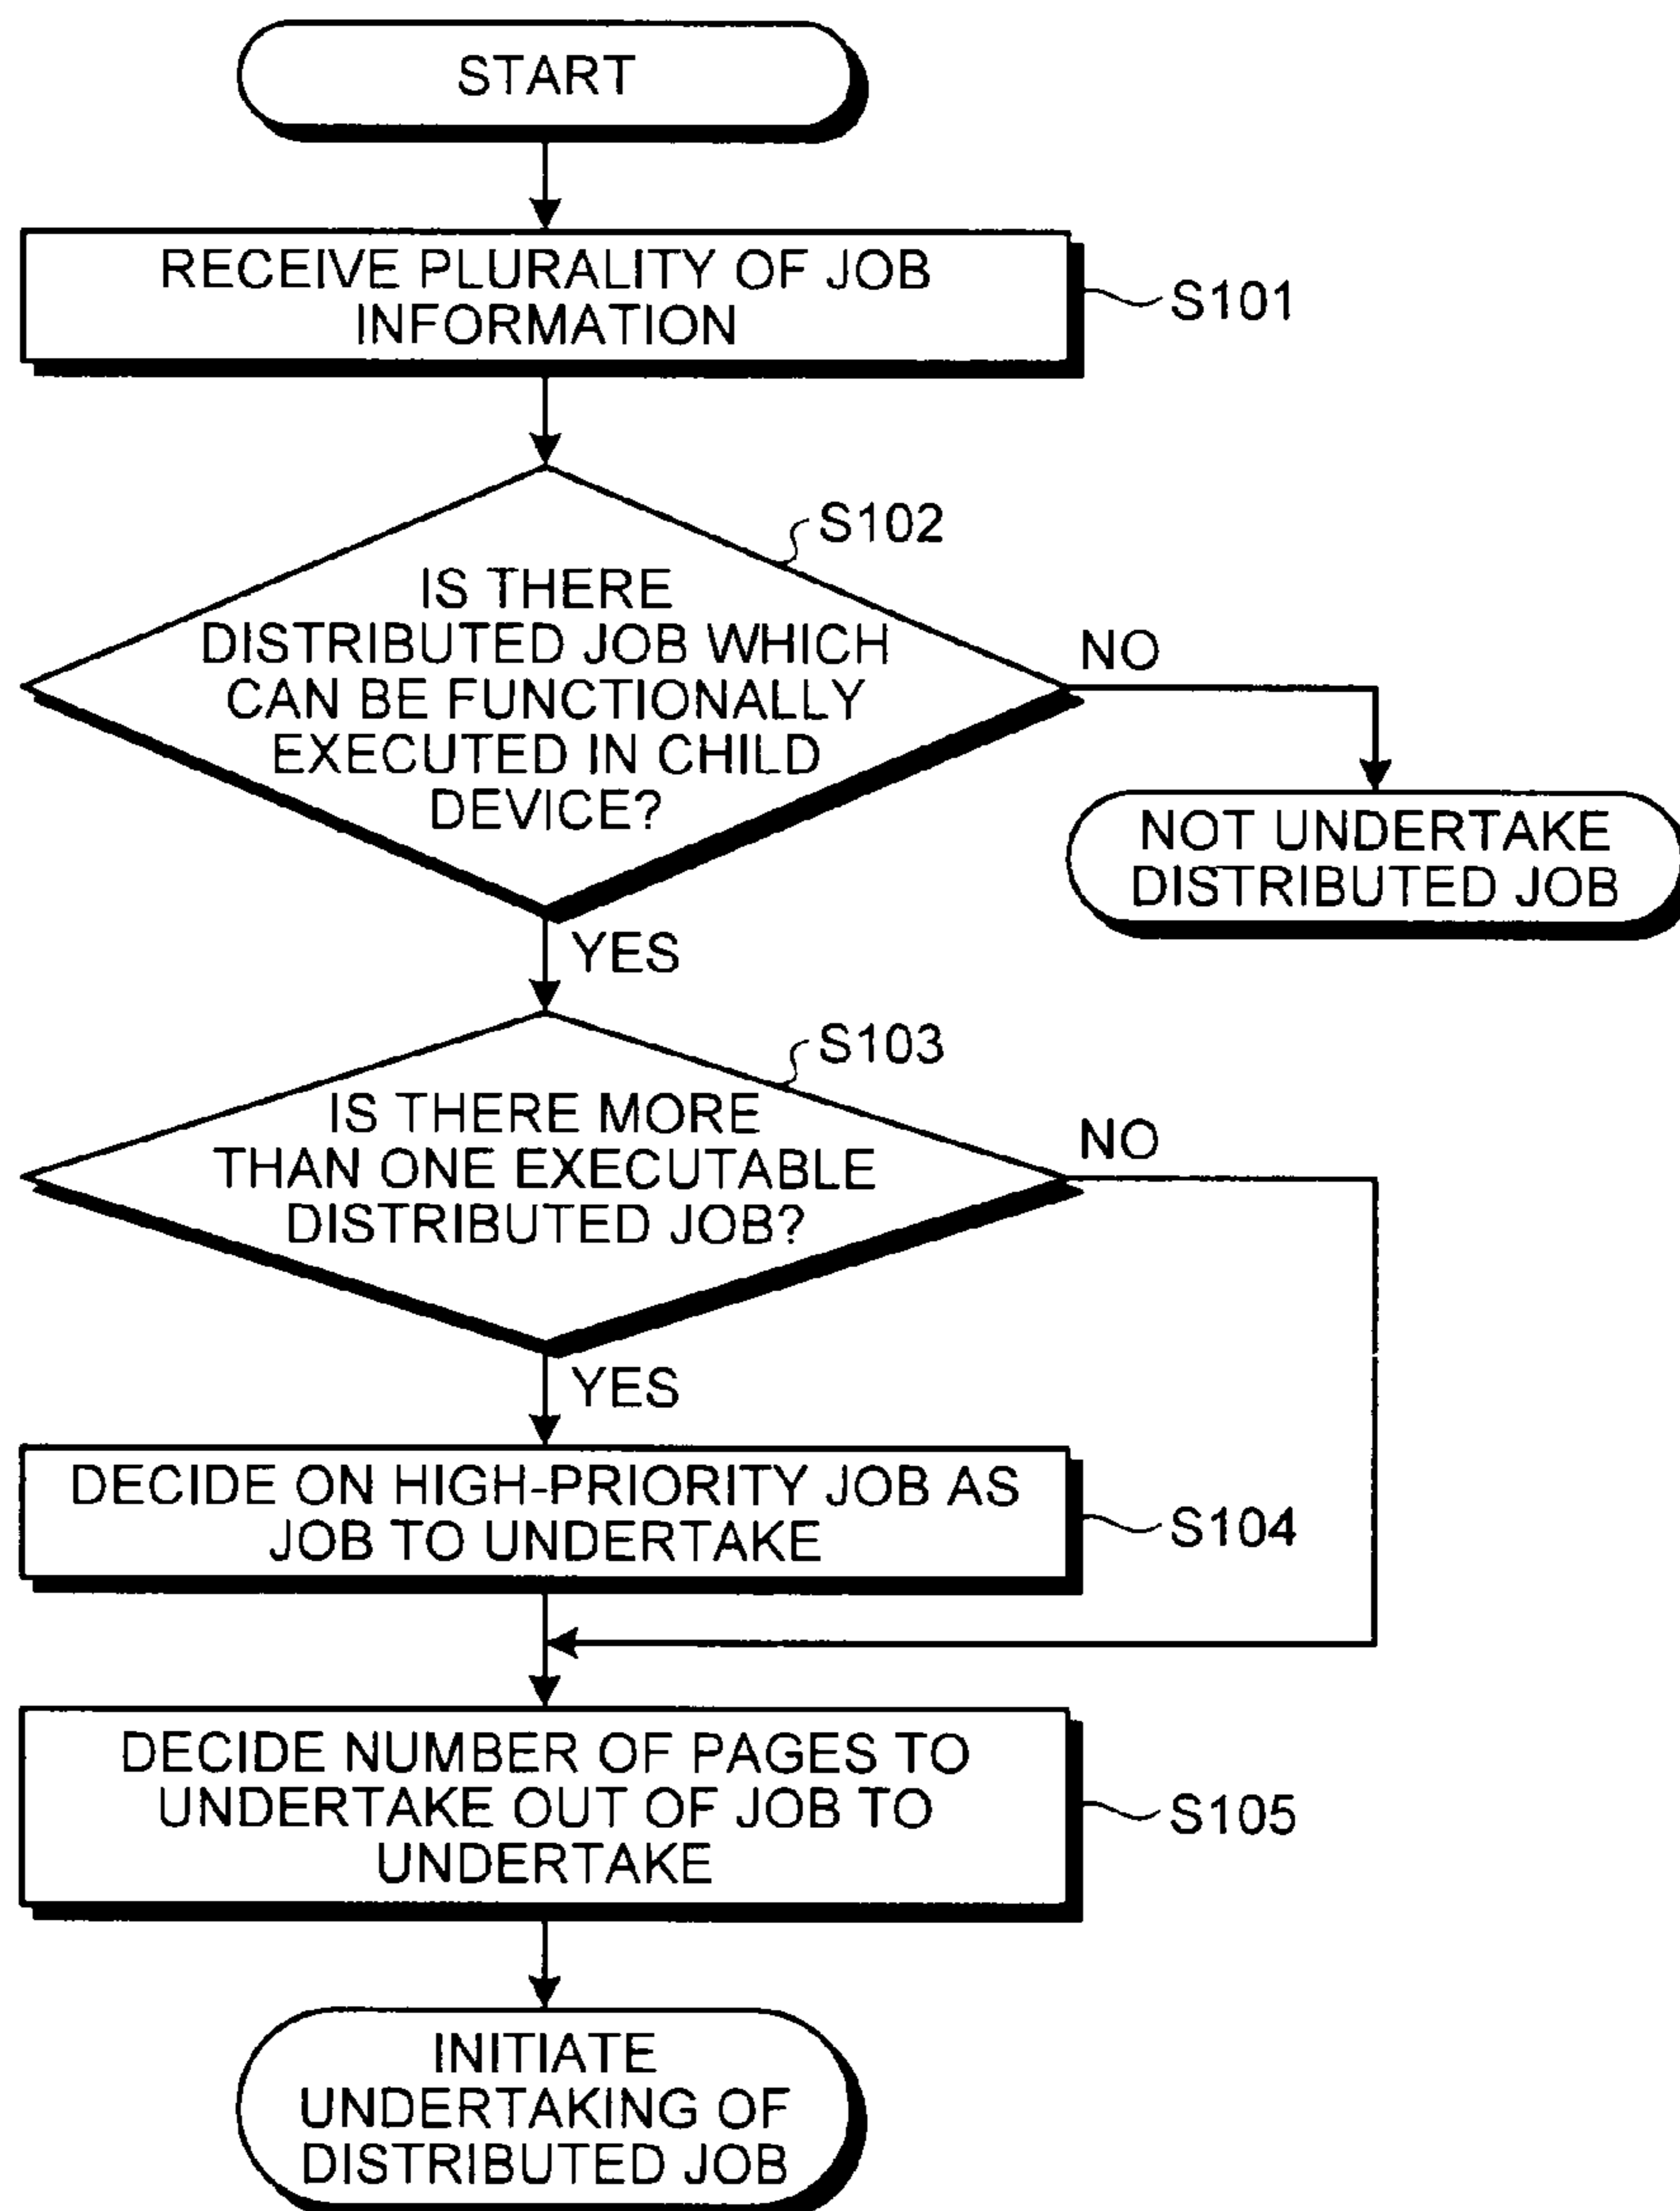 START
RECEIVE PLURALITY OF JOB
INFORMATION
S101
S102
IS THERE
DISTRIBUTED JOB WHICH
CAN BE FUNCTIONALLY
EXECUTED IN CHILD
DEVICE?
NO
NOT UNDERTAKE
DISTRIBUTED JOB
YES
S103
IS THERE MORE
THAN ONE EXECUTABLE
DISTRIBUTED JOB?
NO
YES
DECIDE ON HIGH-PRIORITY JOB AS
JOB TO UNDERTAKE
S104
DECIDE NUMBER OF PAGES TO
UNDERTAKE OUT OF JOB TO
UNDERTAKE
S105
INITIATE
UNDERTAKING OF
DISTRIBUTED JOB